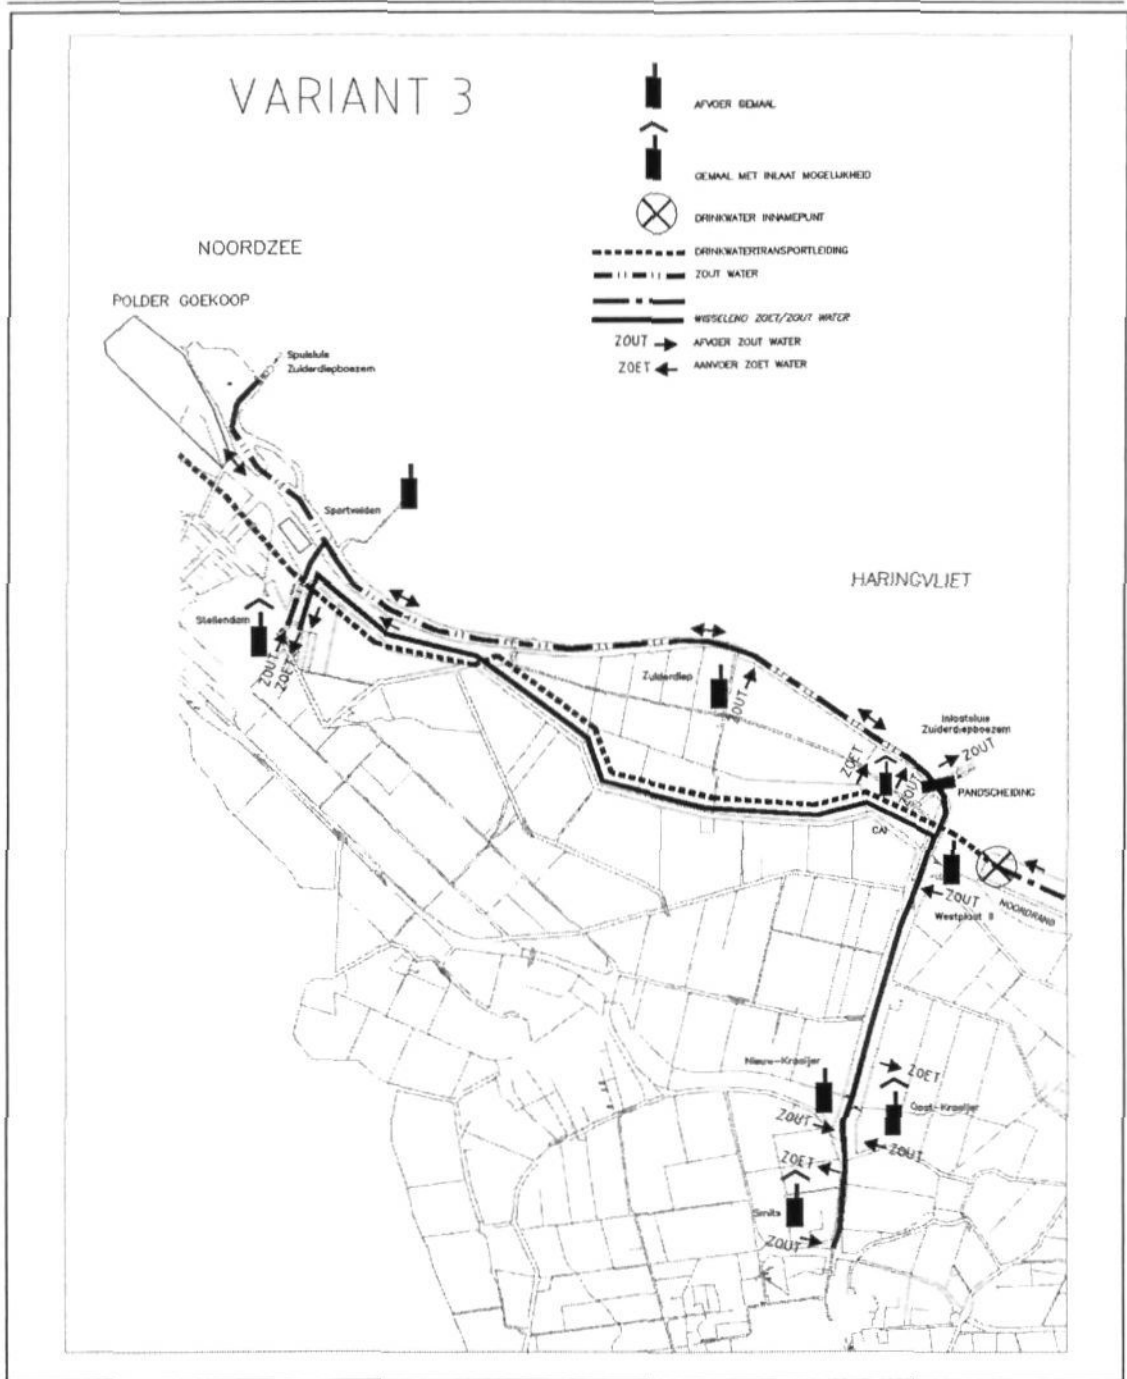 VARIANT 3
AFVOER GEMAAL
GEMAAL MET INLAAT MOGELIJKHEID
DRINKWATER INNAMEPUNT
DRINKWATERTRANSPORTLEIDING
ZOUT WATER
WISSELEND ZOET/ZOUT WATER
ZOUT AFVOER ZOUT WATER
ZOET AANVOER ZOET WATER
NOORDZEE
POLDER GOEKOOP
Spuisluis
Zuiderdiepboezem
Sportvelden
HARINGVLIET
Stellendam
ZOUT
ZOET
Zuiderdiep
ZOUT
Inlaatsluis
Zuiderdiepboezem
ZOUT
ZOET
ZOUT
PANDSCHEIDING
ZOUT
NOORDRAND
Westplaat II
Nieuw-Kraaijer
ZOET
Oost-Kraaijer
ZOUT
ZOUT
ZOET
Smits
ZOUT